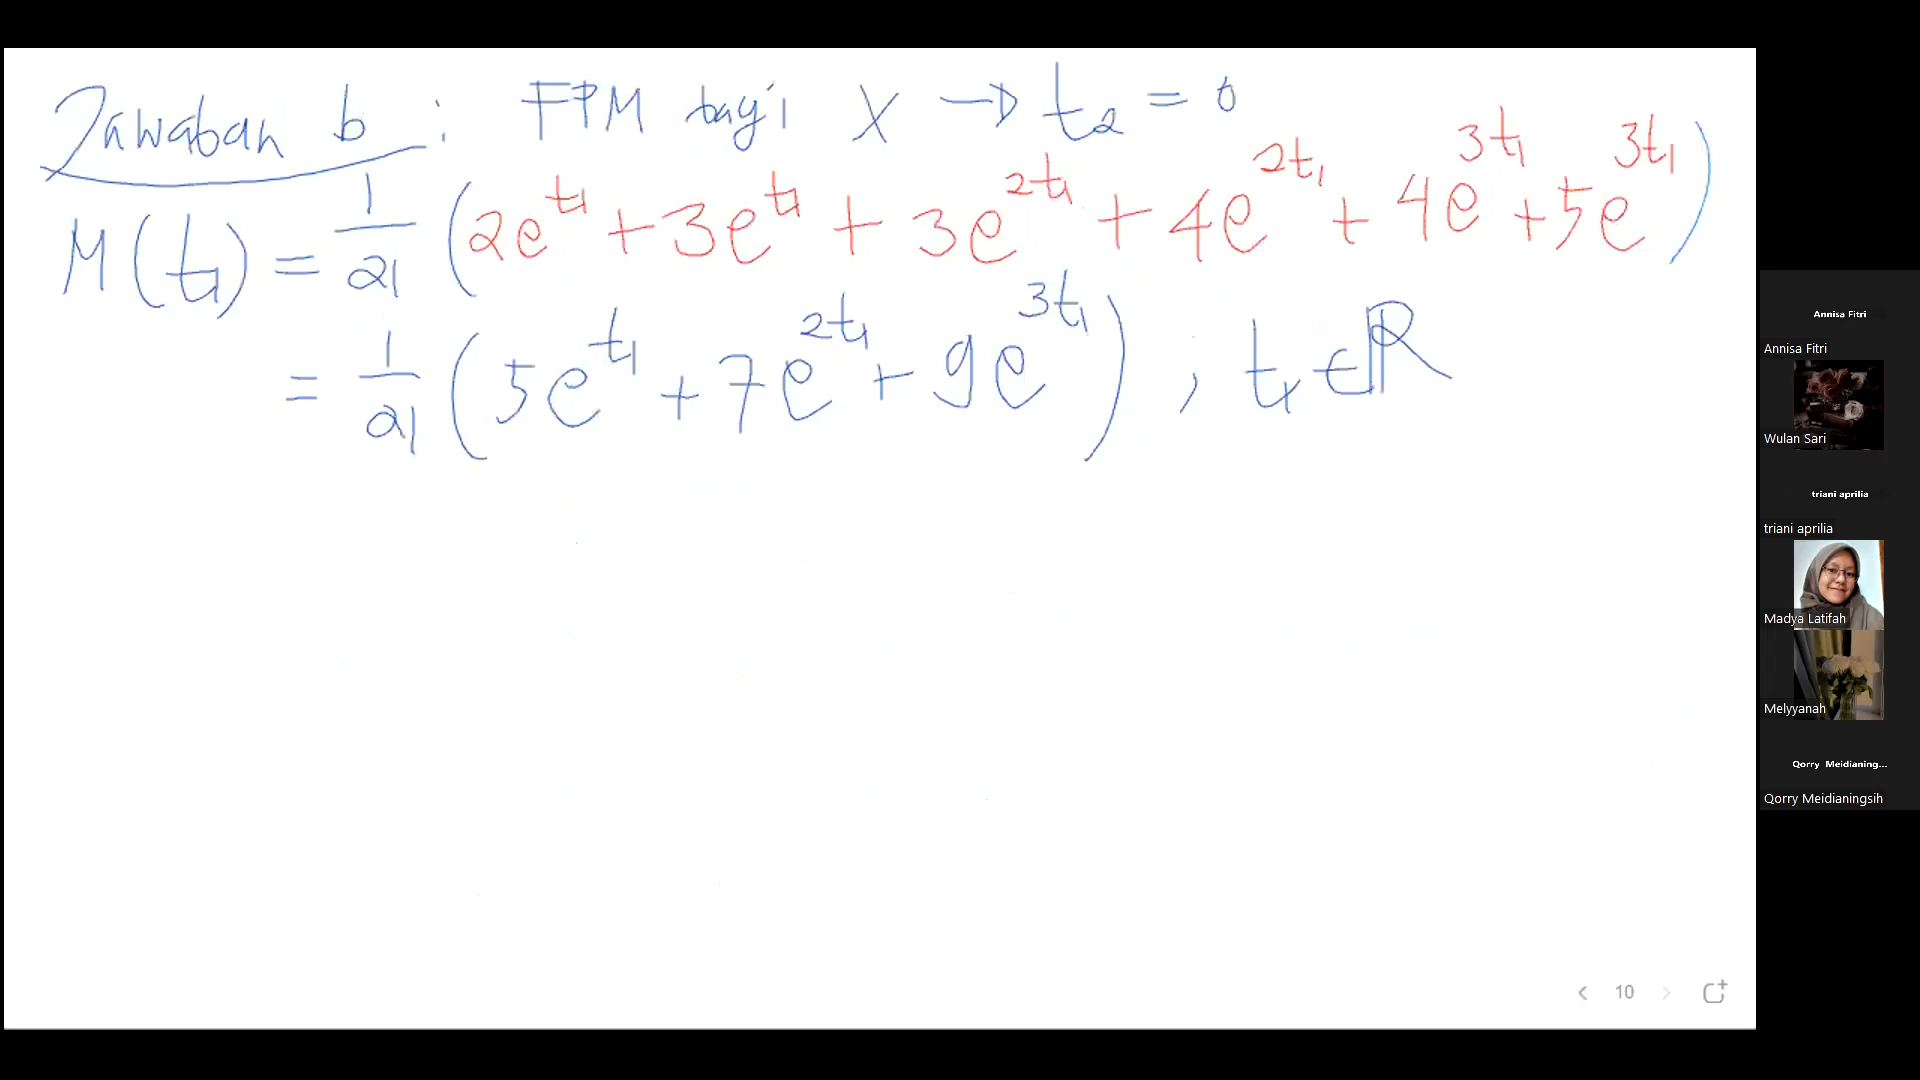 Jawaban b : FPM bagi X → t₂ = 0
M(t₁) = 1/21 (2e^{t₁} + 3e^{t₁} + 3e^{2t₁} + 4e^{2t₁} + 4e^{3t₁} + 5e^{3t₁})
= 1/21 (5e^{t₁} + 7e^{2t₁} + 9e^{3t₁}) ; t₁ ∈ ℝ
Annisa Fitri
Annisa Fitri
Wulan Sari
triani aprilia
triani aprilia
Madya Latifah
Melyyanah
Qorry Meidianing...
Qorry Meidianingsih
10